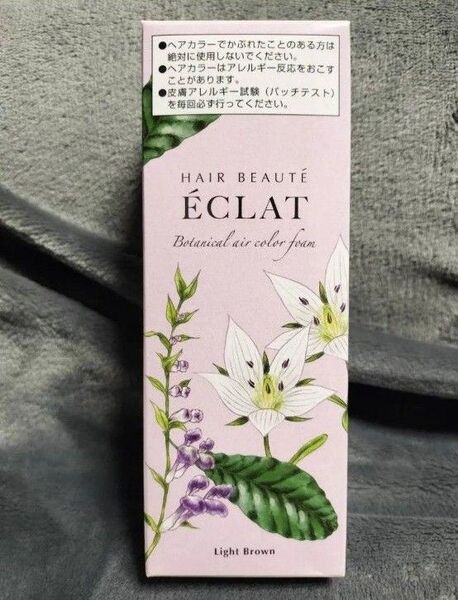 ●ヘアカラーでかぶれたことのある方は
絶対に使用しないでください。
●ヘアカラーはアレルギー反応をおこす
ことがあります。
●皮膚アレルギー試験（パッチテスト）
を毎回必ず行ってください。
HAIR BEAUTÉ
ÉCLAT
Botanical air color foam
Light Brown